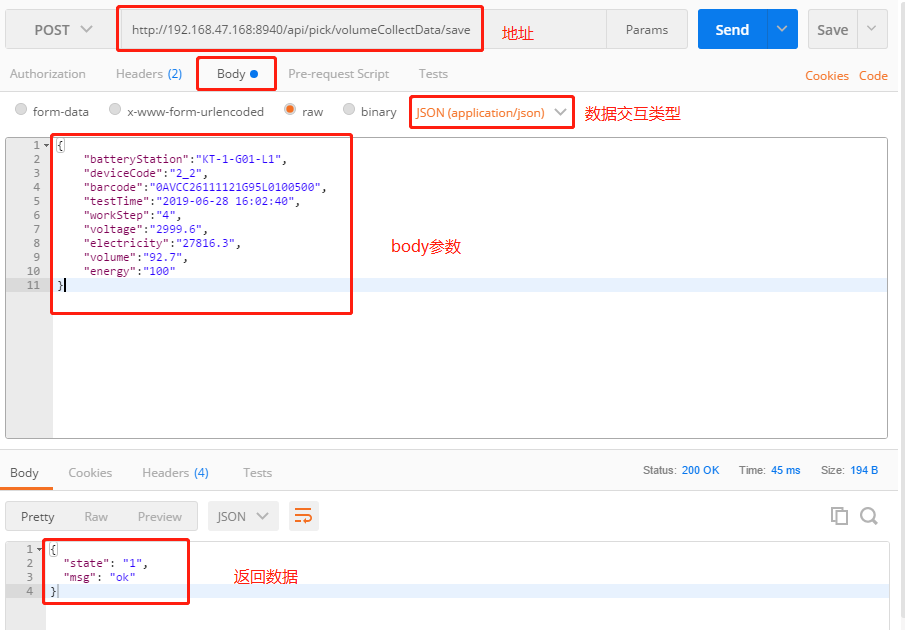 POST http://192.168.47.168:8940/api/pick/volumeCollectData/save 地址 Params Send Save
Authorization Headers (2) Body Pre-request Script Tests Cookies Code
form-data x-www-form-urlencoded raw binary JSON (application/json) 数据交互类型
1 {
2 "batteryStation":"KT-1-G01-L1",
3 "deviceCode":"2_2",
4 "barcode":"0AVCC26111121G95L0100500",
5 "testTime":"2019-06-28 16:02:40",
6 "workStep":"4",
7 "voltage":"2999.6",
8 "electricity":"27816.3",
body参数
9 "volume":"92.7",
10 "energy":"100"
11 }
Body Cookies Headers (4) Tests Status: 200 OK Time: 45 ms Size: 194 B
Pretty Raw Preview JSON
1 {
2 "state": "1",
3 "msg": "ok"
返回数据
4 }